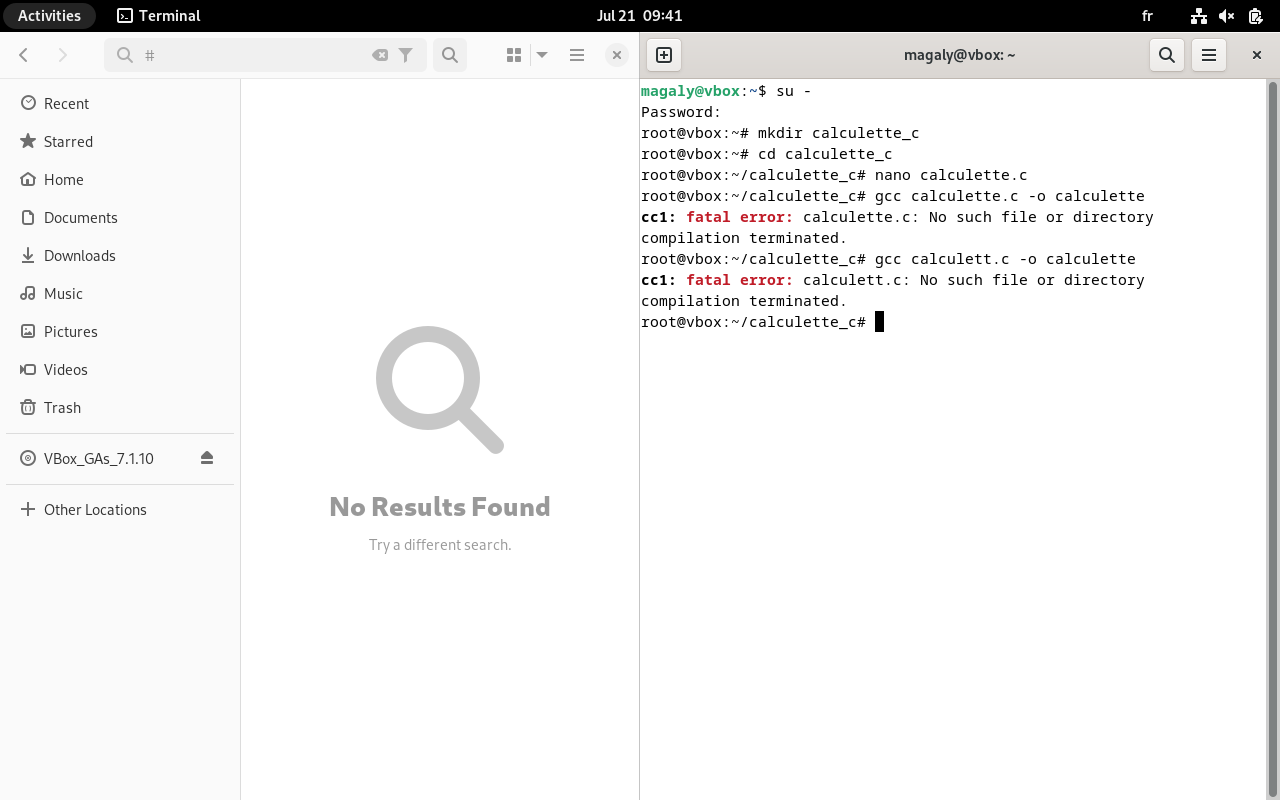 Activities
Terminal
Jul 21 09:41
fr
#
magaly@vbox: ~
Recent
Starred
Home
Documents
Downloads
Music
Pictures
Videos
Trash
VBox_GAs_7.1.10
Other Locations
No Results Found
Try a different search.
magaly@vbox:~$ su -
Password:
root@vbox:~# mkdir calculette_c
root@vbox:~# cd calculette_c
root@vbox:~/calculette_c# nano calculette.c
root@vbox:~/calculette_c# gcc calculette.c -o calculette
cc1: fatal error: calculette.c: No such file or directory
compilation terminated.
root@vbox:~/calculette_c# gcc calculett.c -o calculette
cc1: fatal error: calculett.c: No such file or directory
compilation terminated.
root@vbox:~/calculette_c#